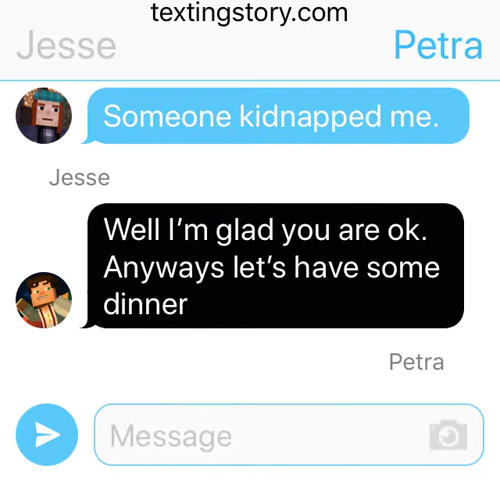 textingstory.com
Jesse Petra
Someone kidnapped me.
Jesse
Well I’m glad you are ok.
Anyways let’s have some
dinner
Petra
Message